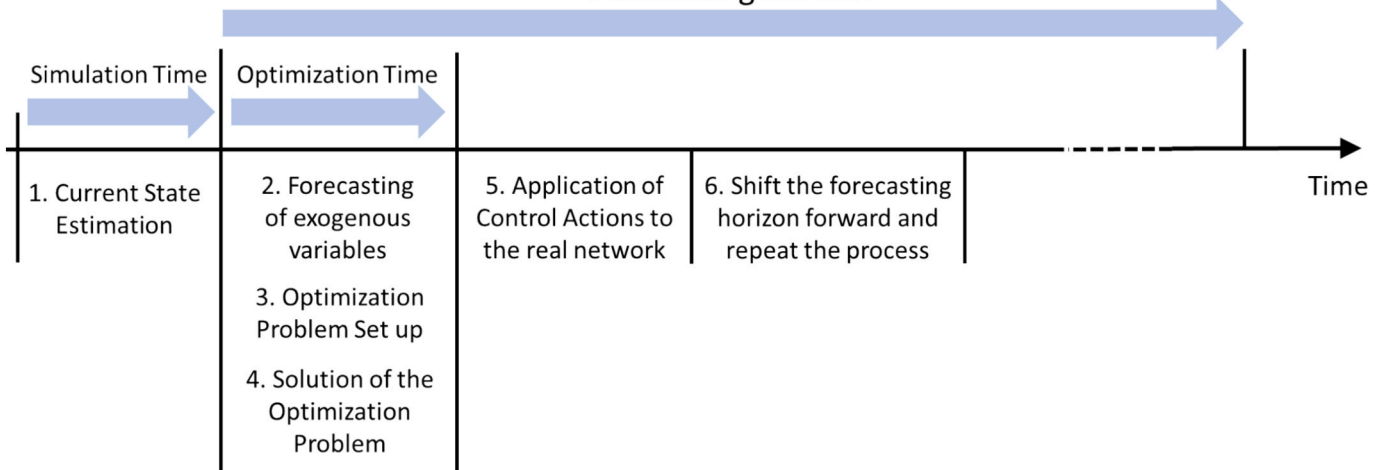 Simulation Time
Optimization Time
1. Current State
Estimation
2. Forecasting
of exogenous
variables
3. Optimization
Problem Set up
4. Solution of the
Optimization
Problem
5. Application of
Control Actions to
the real network
6. Shift the forecasting
horizon forward and
repeat the process
Time